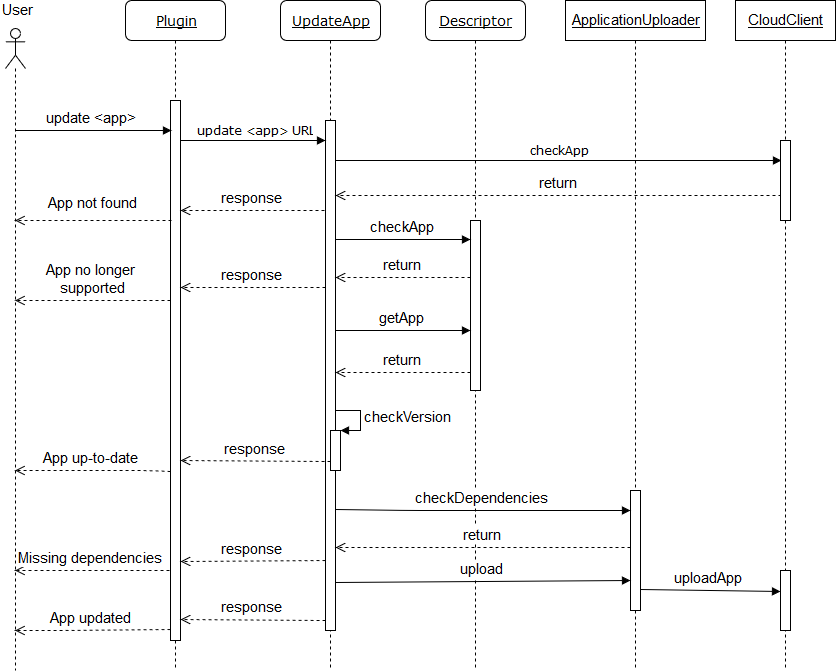 User
Plugin
UpdateApp
Descriptor
ApplicationUploader
CloudClient
update <app>
update <app> URL
checkApp
return
response
App not found
checkApp
return
response
App no longer
supported
getApp
return
checkVersion
response
App up-to-date
checkDependencies
return
response
Missing dependencies
upload
uploadApp
response
App updated